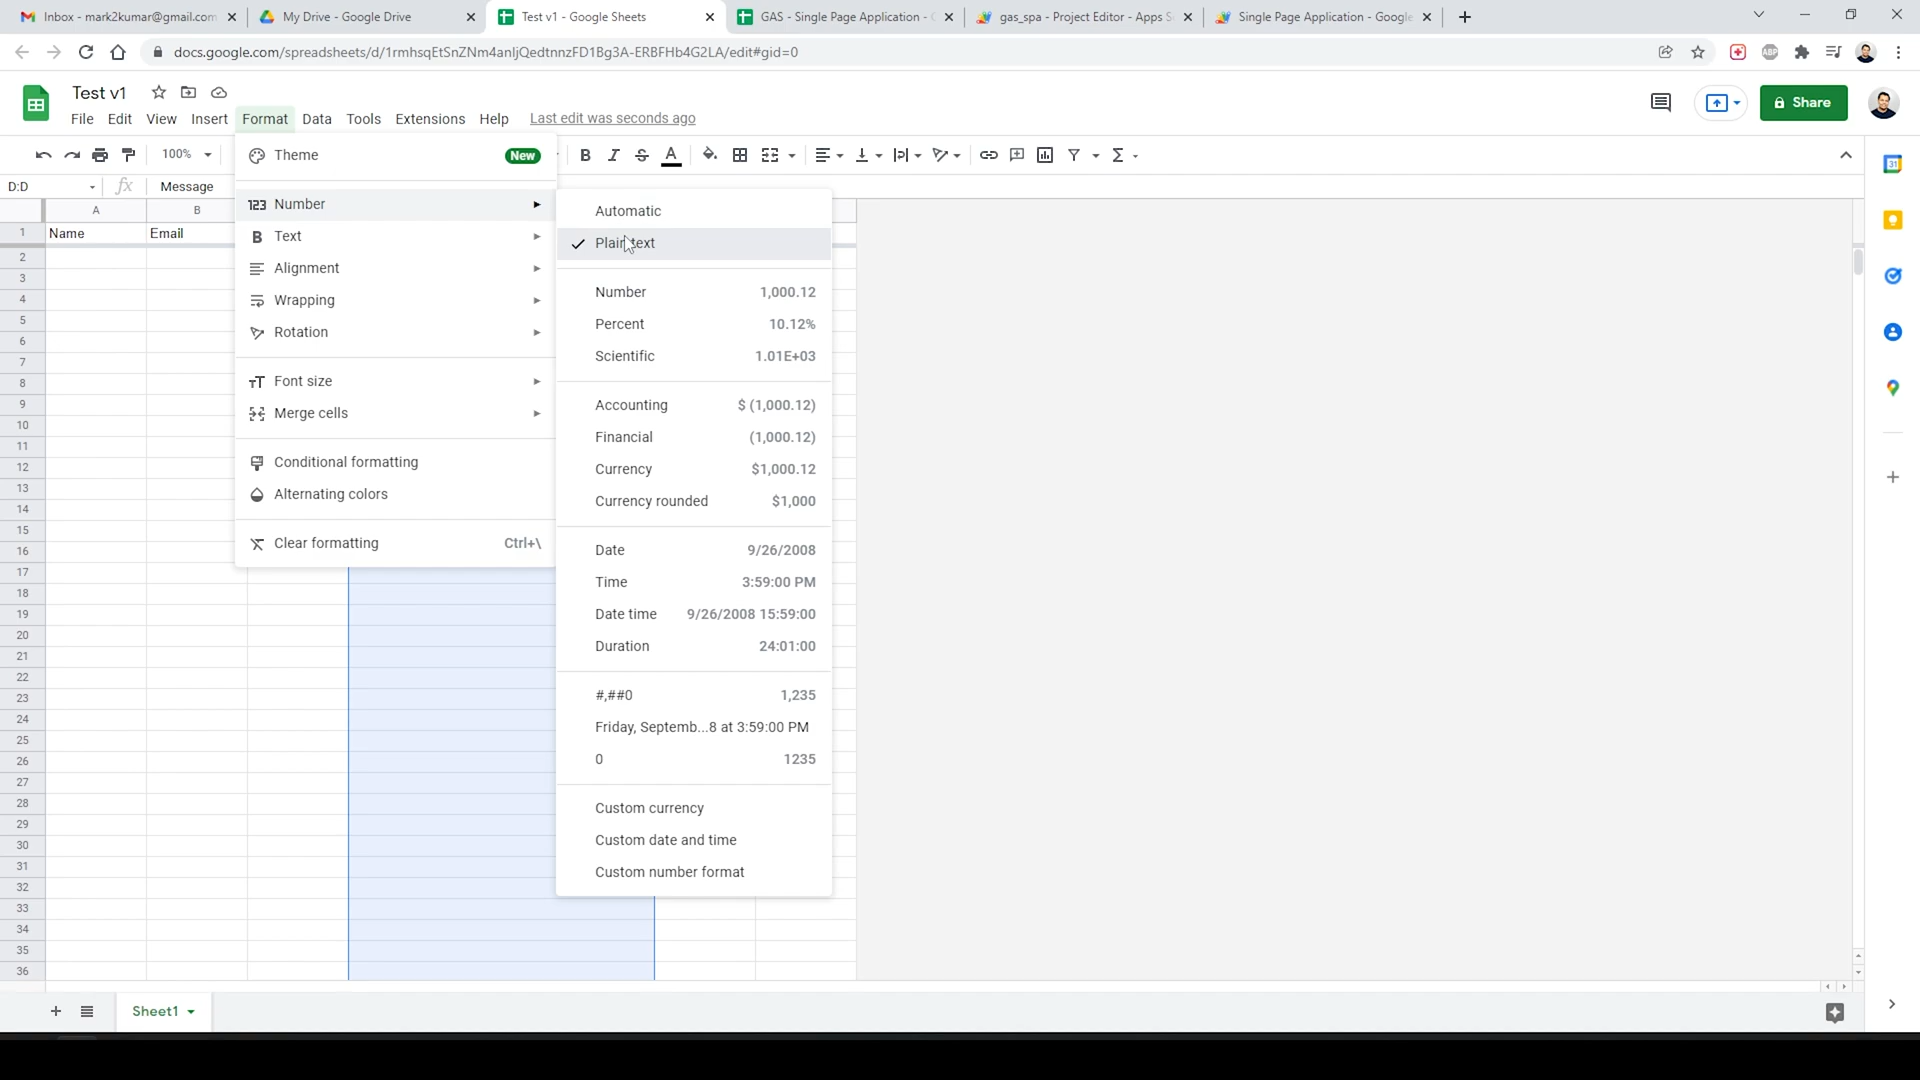 Inbox - mark2kumar@gmail.com
My Drive - Google Drive
Test v1 - Google Sheets
GAS - Single Page Application -
gas_spa - Project Editor - Apps S
Single Page Application - Google
docs.google.com/spreadsheets/d/1rmhsqEtSnZNm4anIjQedtnnzFD1Bg3A-ERBFHb4G2LA/edit#gid=0
Test v1
File Edit View Insert Format Data Tools Extensions Help Last edit was seconds ago
Share
100%
Theme New
D:D
Message
A B
1 Name Email
123 Number
Text
Alignment
Wrapping
Rotation
Font size
Merge cells
Conditional formatting
Alternating colors
Clear formatting Ctrl+\
Automatic
Plain text
Number 1,000.12
Percent 10.12%
Scientific 1.01E+03
Accounting $ (1,000.12)
Financial (1,000.12)
Currency $1,000.12
Currency rounded $1,000
Date 9/26/2008
Time 3:59:00 PM
Date time 9/26/2008 15:59:00
Duration 24:01:00
#,##0 1,235
Friday, Septemb...8 at 3:59:00 PM
0 1235
Custom currency
Custom date and time
Custom number format
2
3
4
5
6
7
8
9
10
11
12
13
14
15
16
17
18
19
20
21
22
23
24
25
26
27
28
29
30
31
32
33
34
35
36
Sheet1
31
ABP